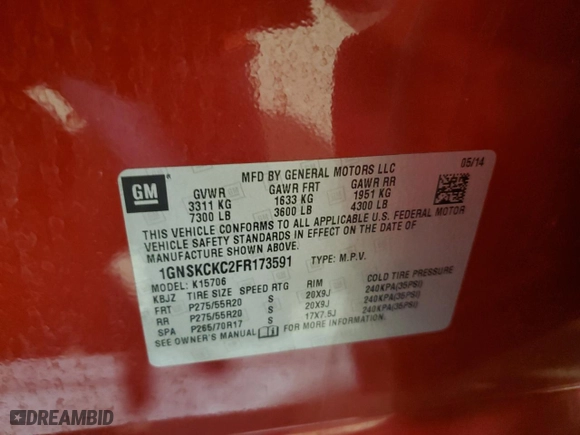 GM
MFD BY GENERAL MOTORS LLC
05/14
GVWR GAWR FRT GAWR RR
3311 KG 1633 KG 1951 KG
7300 LB 3600 LB 4300 LB
THIS VEHICLE CONFORMS TO ALL APPLICABLE U.S. FEDERAL MOTOR
VEHICLE SAFETY STANDARDS IN EFFECT ON THE DATE OF
MANUFACTURE SHOWN ABOVE.
1GNSKCKC2FR173591 TYPE: M.P.V.
MODEL: K15706
KBJZ TIRE SIZE SPEED RTG RIM COLD TIRE PRESSURE
FRT P275/55R20 S 20X9J 240KPA(35PSI)
RR P275/55R20 S 20X9J 240KPA(35PSI)
SPA P265/70R17 S 17X7.5J 240KPA(35PSI)
SEE OWNER'S MANUAL
DREAMBID